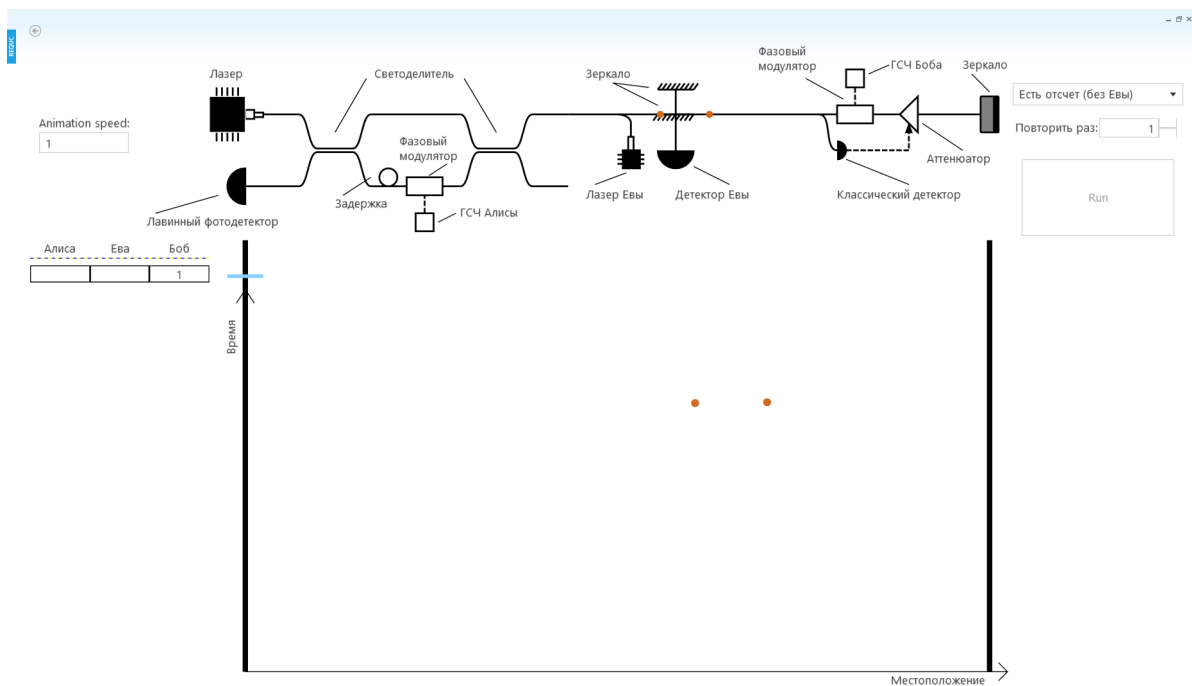 REQUC
Лазер
Светоделитель
Зеркало
Фазовый
модулятор
ГСЧ Боба
Зеркало
Есть отсчет (без Евы)
Animation speed:
1
Повторить раз:
1
Фазовый
модулятор
Аттенюатор
Задержка
Лазер Евы
Детектор Евы
Классический детектор
Run
ГСЧ Алисы
Лавинный фотодетектор
Алиса
Ева
Боб
1
Время
Местоположение